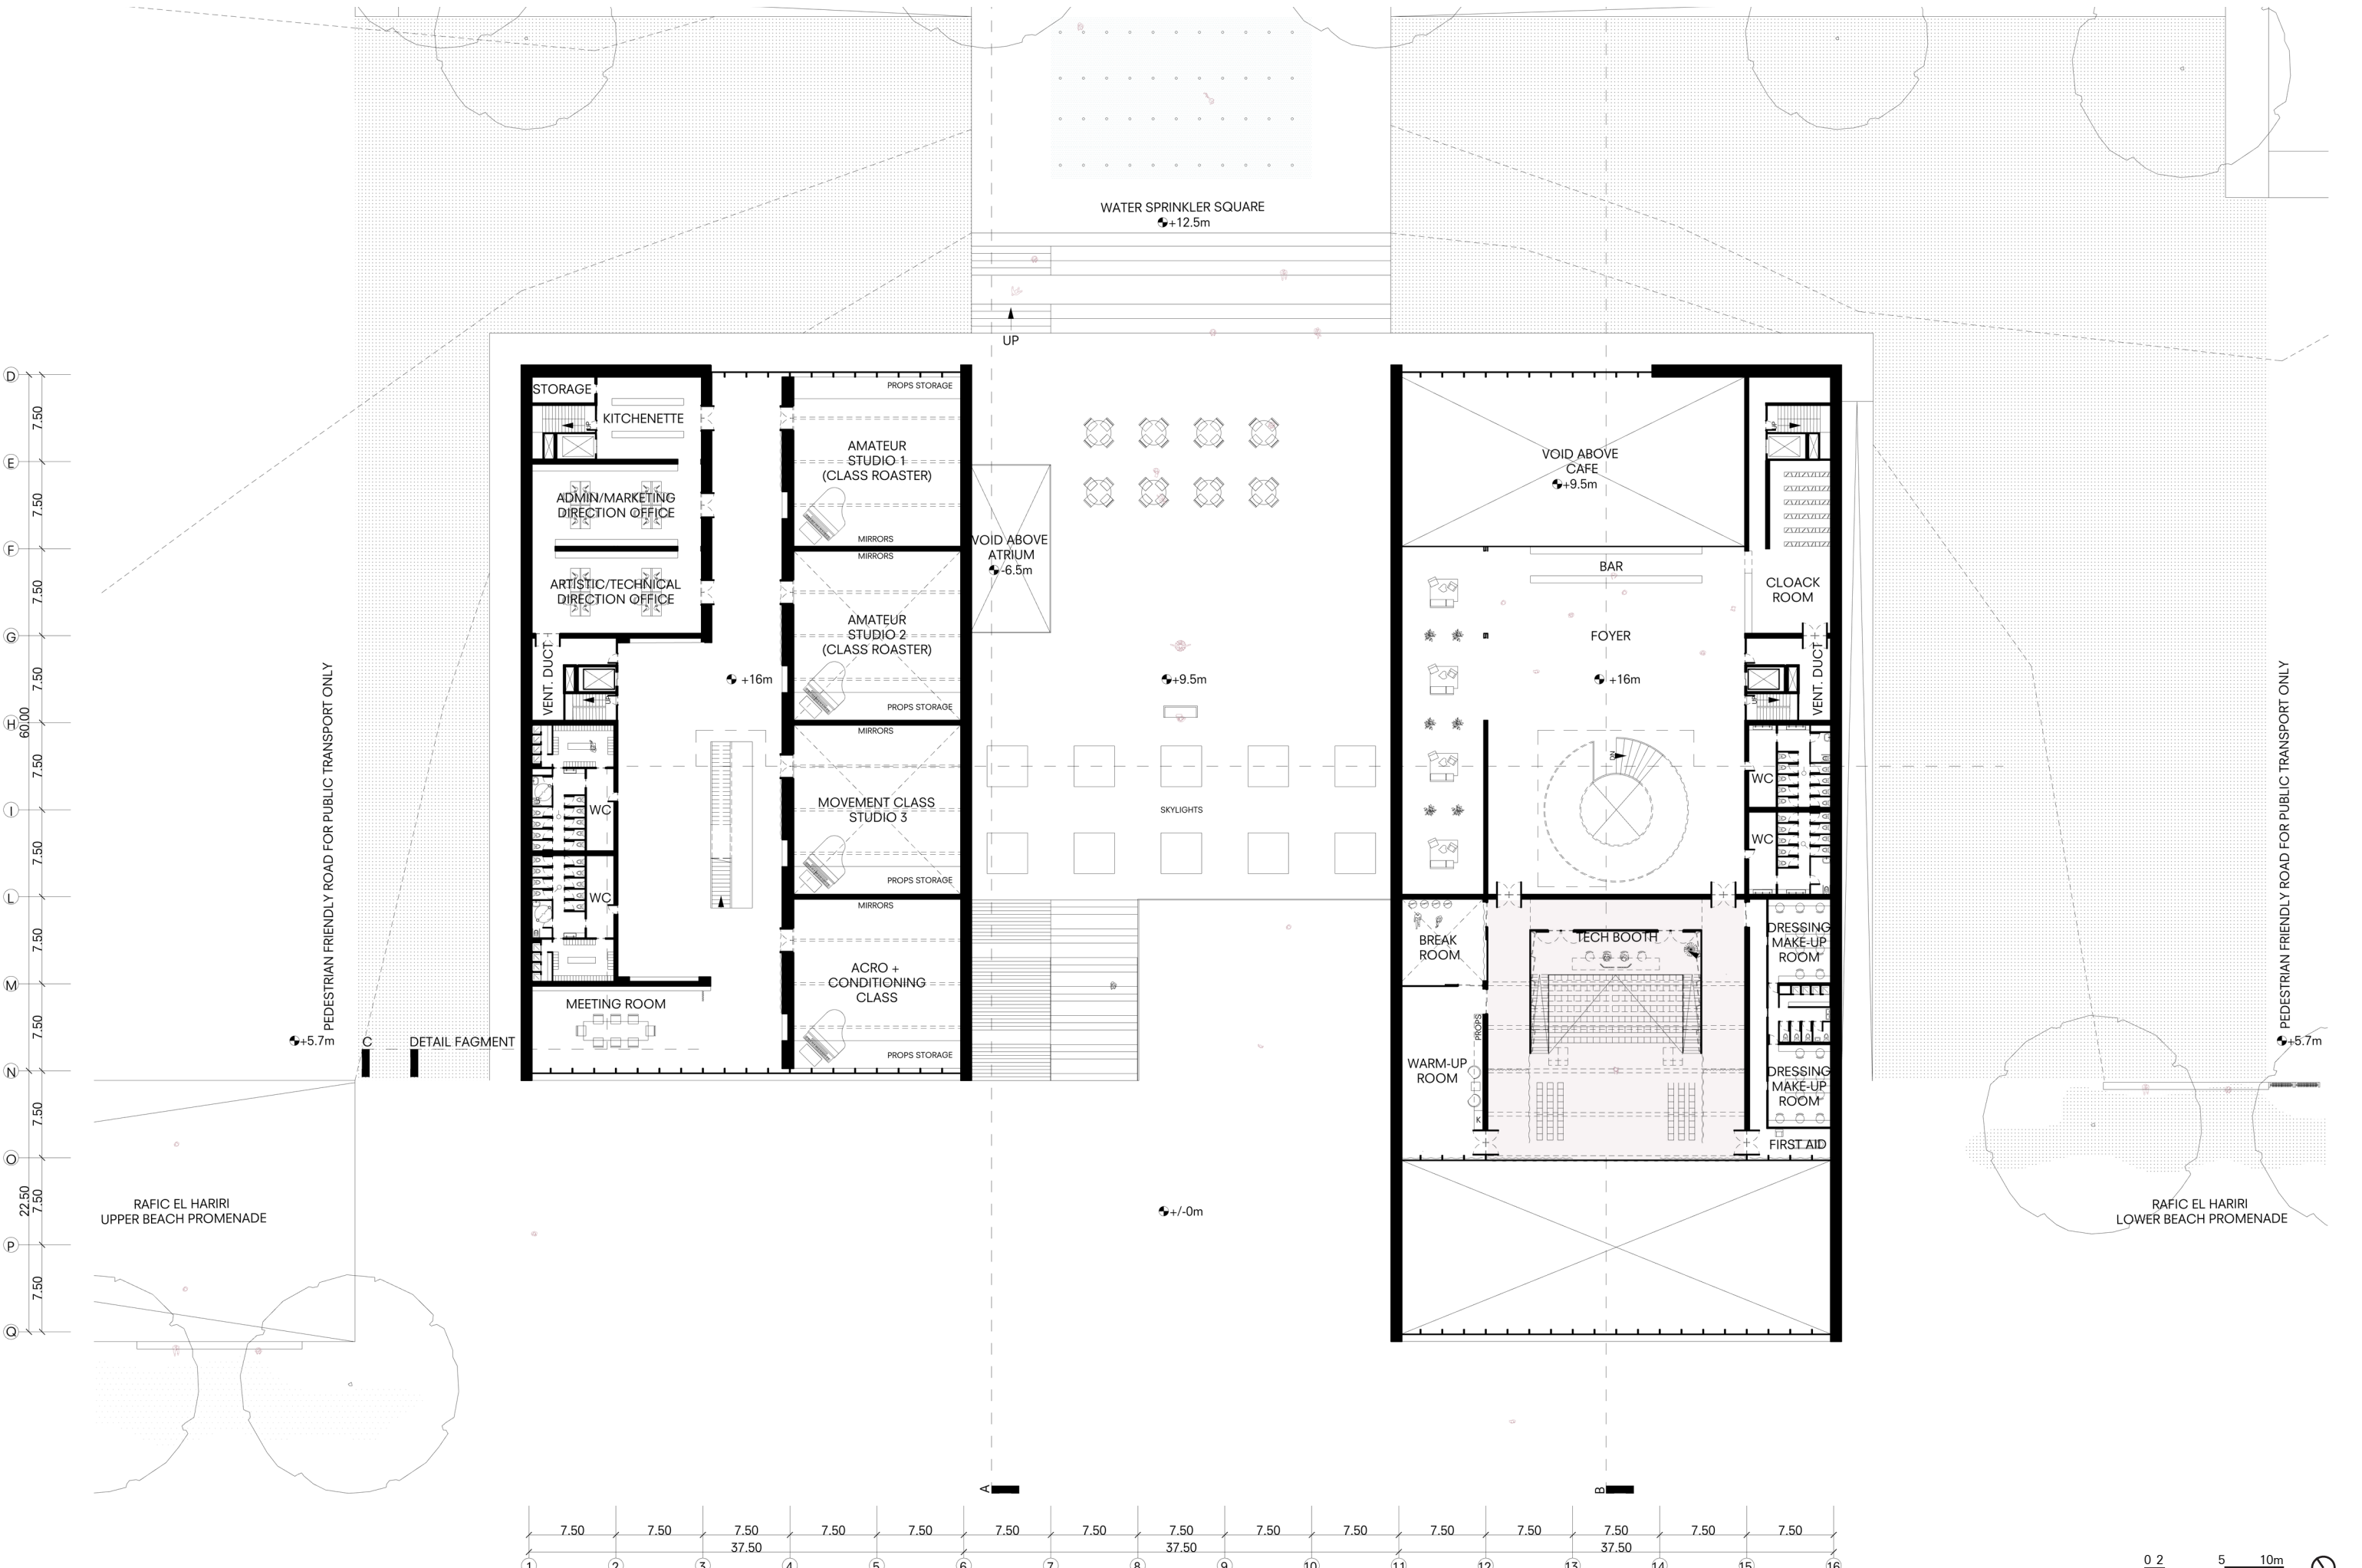 WATER SPRINKLER SQUARE
+12.5m
UP
D
7.50
E
7.50
F
7.50
G
7.50
H
60.00
7.50
I
7.50
L
7.50
M
7.50
N
7.50
O
22.50
7.50
P
7.50
Q
STORAGE
KITCHENETTE
UP
ADMIN/MARKETING
DIRECTION OFFICE
ARTISTIC/TECHNICAL
DIRECTION OFFICE
VENT. DUCT
UP
WC
WC
MEETING ROOM
+16m
PROPS STORAGE
AMATEUR
STUDIO 1
(CLASS ROASTER)
MIRRORS
MIRRORS
AMATEUR
STUDIO 2
(CLASS ROASTER)
PROPS STORAGE
MIRRORS
MOVEMENT CLASS
STUDIO 3
PROPS STORAGE
MIRRORS
ACRO +
CONDITIONING
CLASS
PROPS STORAGE
VOID ABOVE
ATRIUM
-6.5m
+9.5m
SKYLIGHTS
+/-0m
VOID ABOVE
CAFE
+9.5m
BAR
FOYER
+16m
DN
UP
CLOACK
ROOM
VENT. DUCT
UP
WC
WC
BREAK
ROOM
TECH BOOTH
PROPS
WARM-UP
ROOM
K
DRESSING
MAKE-UP
ROOM
DRESSING
MAKE-UP
ROOM
FIRST AID
PEDESTRIAN FRIENDLY ROAD FOR PUBLIC TRANSPORT ONLY
+5.7m
C
DETAIL FAGMENT
PEDESTRIAN FRIENDLY ROAD FOR PUBLIC TRANSPORT ONLY
+5.7m
RAFIC EL HARIRI
UPPER BEACH PROMENADE
RAFIC EL HARIRI
LOWER BEACH PROMENADE
A
B
7.50 7.50 7.50 7.50 7.50 7.50 7.50 7.50 7.50 7.50 7.50 7.50 7.50 7.50 7.50
37.50 37.50 37.50
1 2 3 4 5 6 7 8 9 10 11 12 13 14 15 16
0 2 5 10m